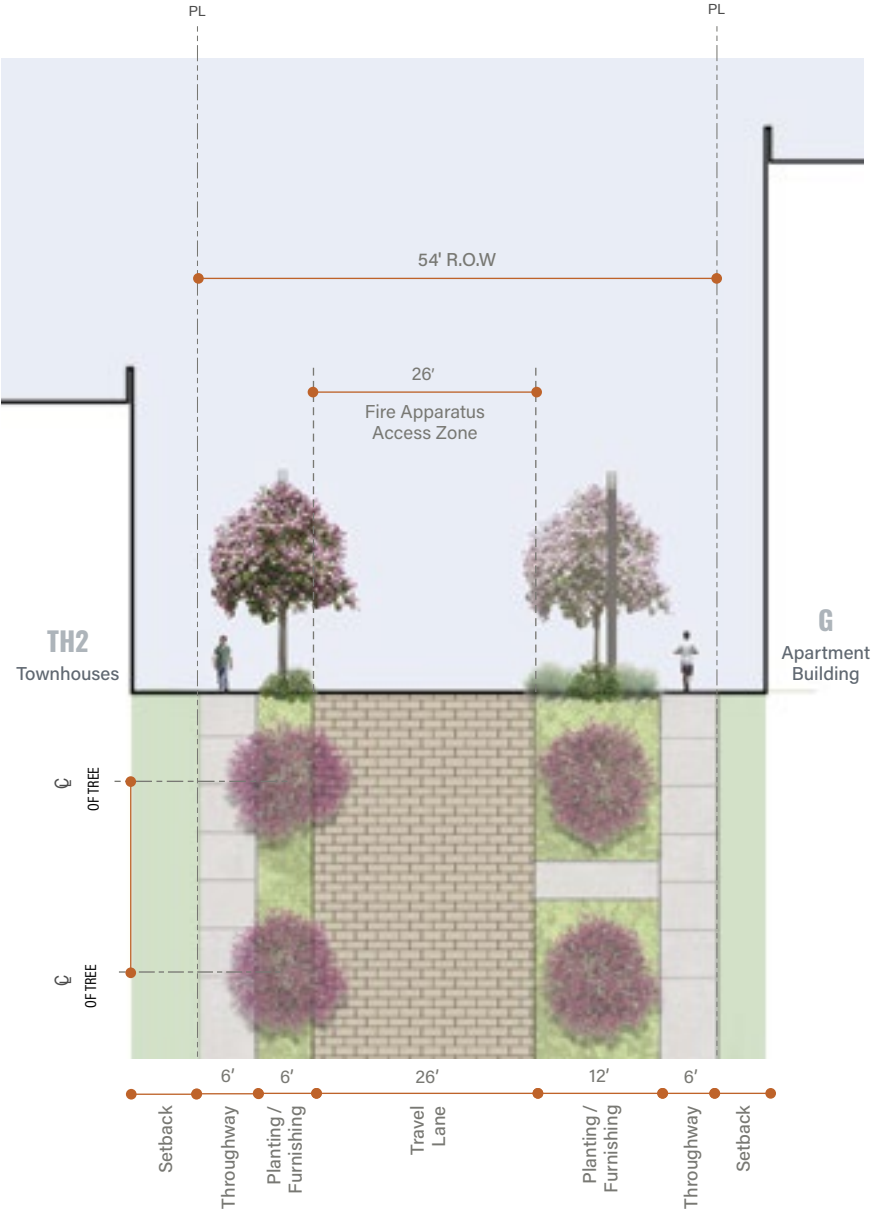 PL
PL
54' R.O.W
26′
Fire Apparatus
Access Zone
TH2
Townhouses
G
Apartment
Building
℄
OF TREE
℄
OF TREE
6′
6′
26′
12′
6′
Setback
Throughway
Planting /
Furnishing
Travel
Lane
Planting /
Furnishing
Throughway
Setback